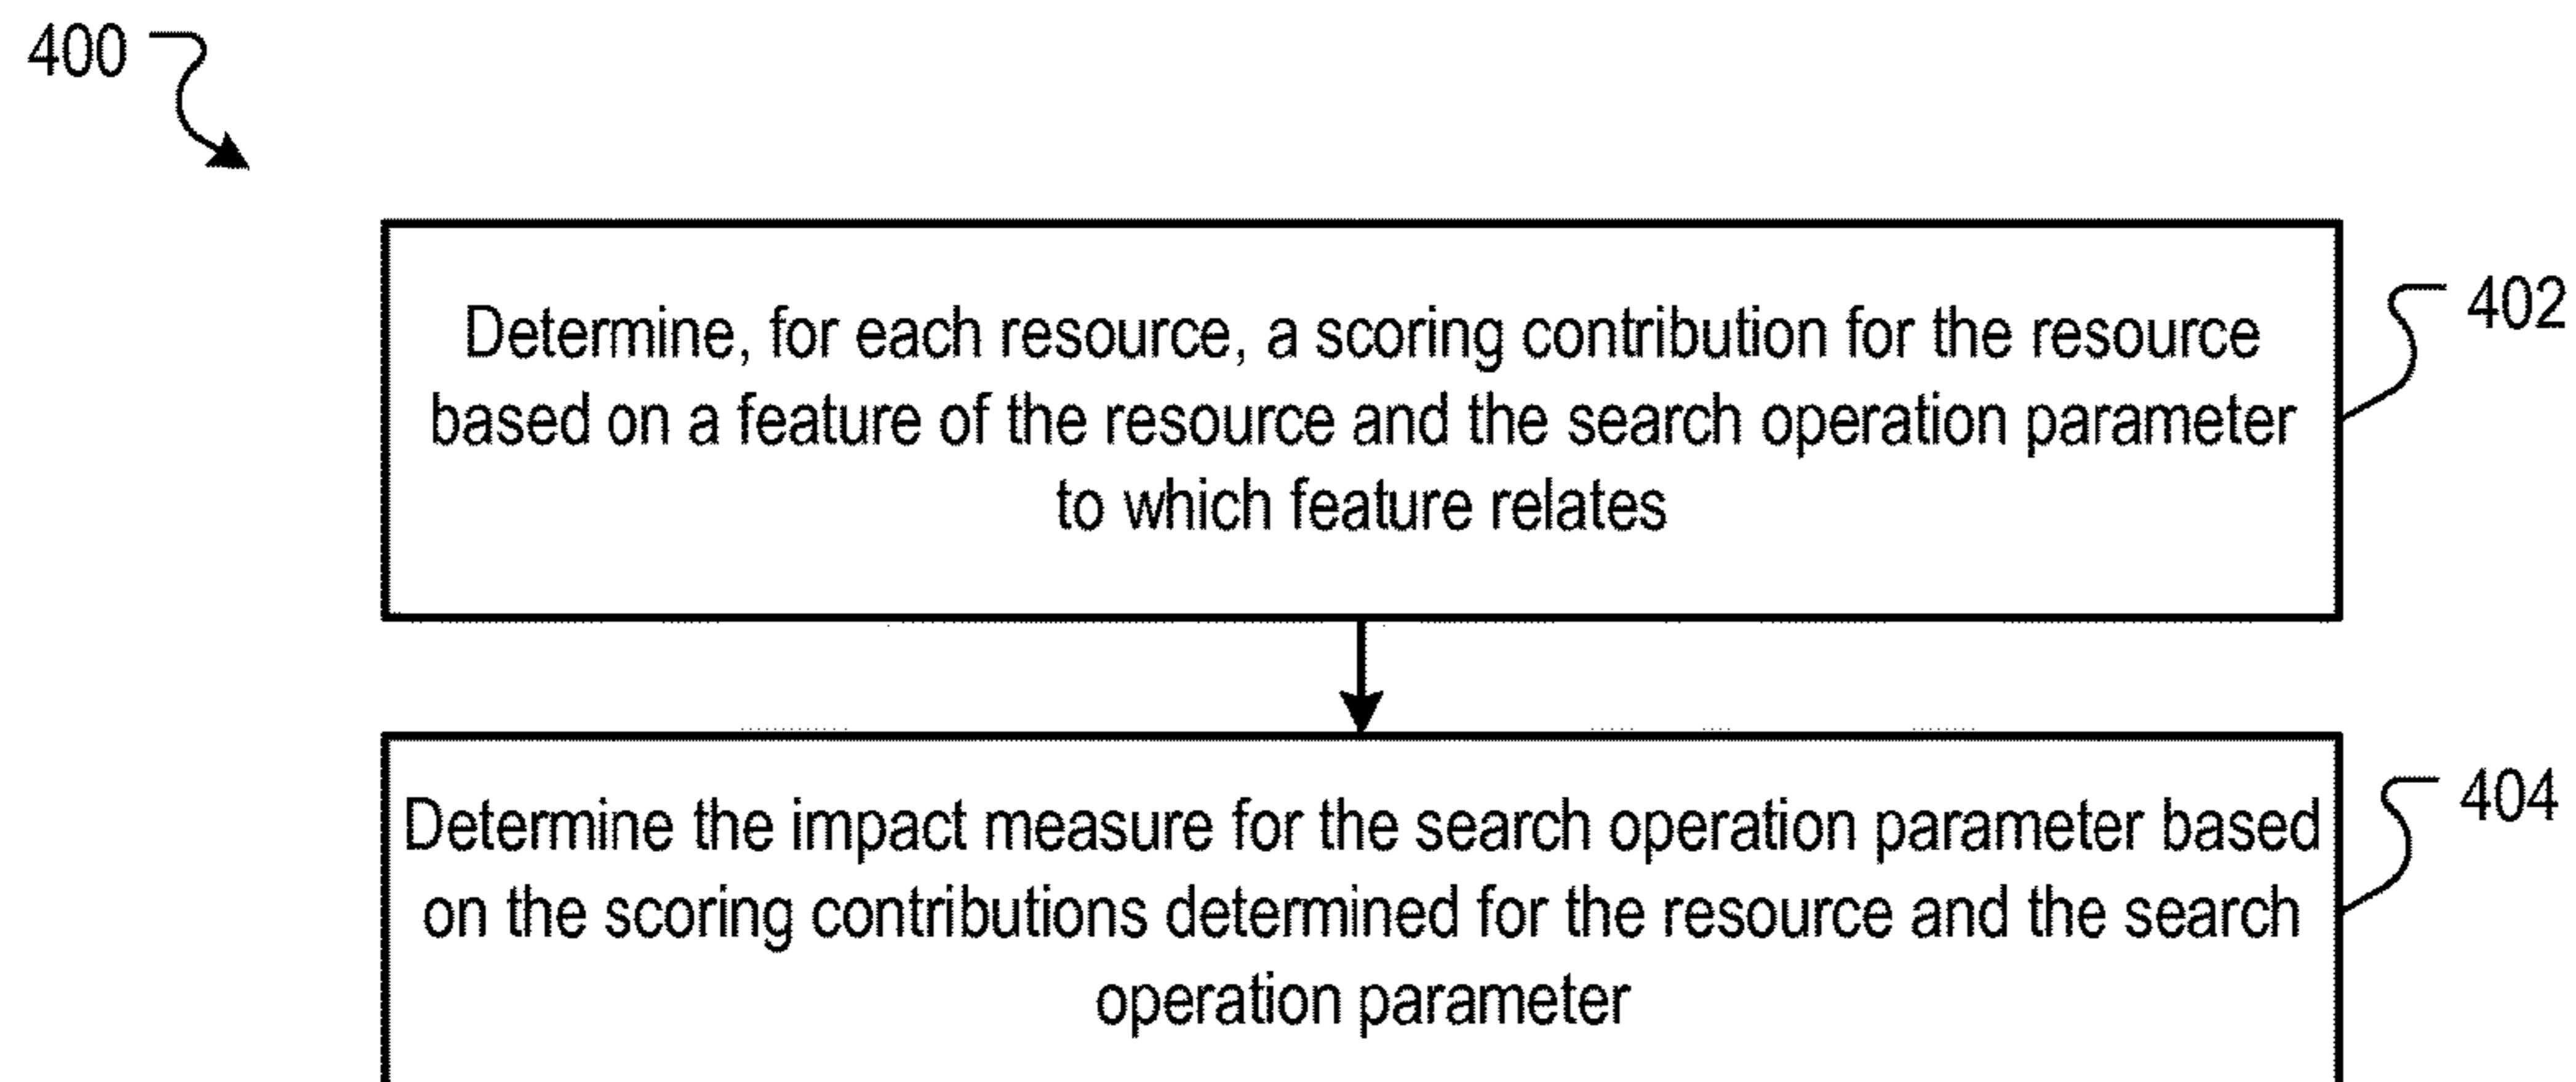 400
Determine, for each resource, a scoring contribution for the resource
based on a feature of the resource and the search operation parameter
to which feature relates
402
Determine the impact measure for the search operation parameter based
on the scoring contributions determined for the resource and the search
operation parameter
404